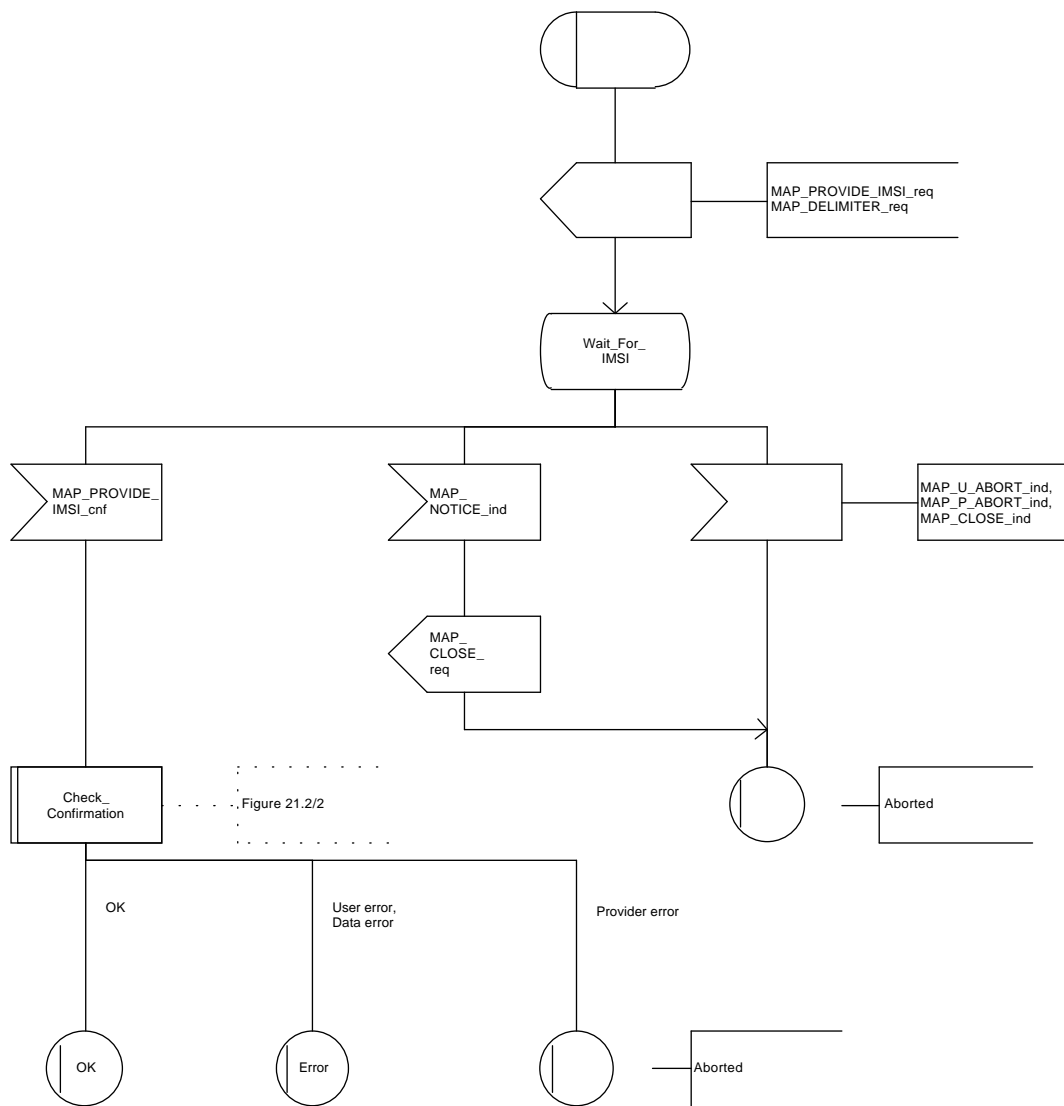 MAP_PROVIDE_IMSI_req
MAP_DELIMITER_req
Wait_For_
IMSI
MAP_PROVIDE_
IMSI_cnf
MAP_
NOTICE_ind
MAP_U_ABORT_ind,
MAP_P_ABORT_ind,
MAP_CLOSE_ind
MAP_
CLOSE_
req
Check_
Confirmation
Figure 21.2/2
Aborted
OK
User error,
Data error
Provider error
OK
Error
Aborted